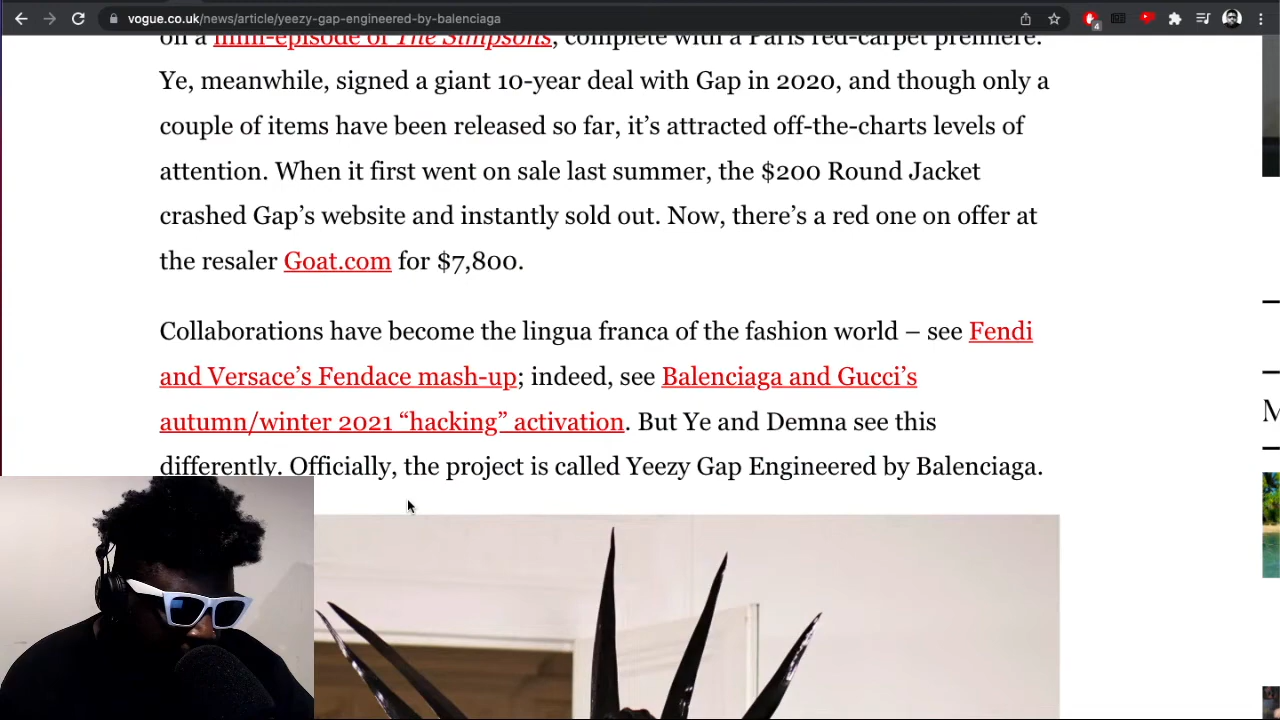 vogue.co.uk/news/article/yeezy-gap-engineered-by-balenciaga
4
on a mini-episode of The Simpsons, complete with a Paris red-carpet premiere.
Ye, meanwhile, signed a giant 10-year deal with Gap in 2020, and though only a
couple of items have been released so far, it’s attracted off-the-charts levels of
attention. When it first went on sale last summer, the $200 Round Jacket
crashed Gap’s website and instantly sold out. Now, there’s a red one on offer at
the resaler Goat.com for $7,800.
Collaborations have become the lingua franca of the fashion world – see Fendi
and Versace’s Fendace mash-up; indeed, see Balenciaga and Gucci’s
autumn/winter 2021 “hacking” activation. But Ye and Demna see this
differently. Officially, the project is called Yeezy Gap Engineered by Balenciaga.